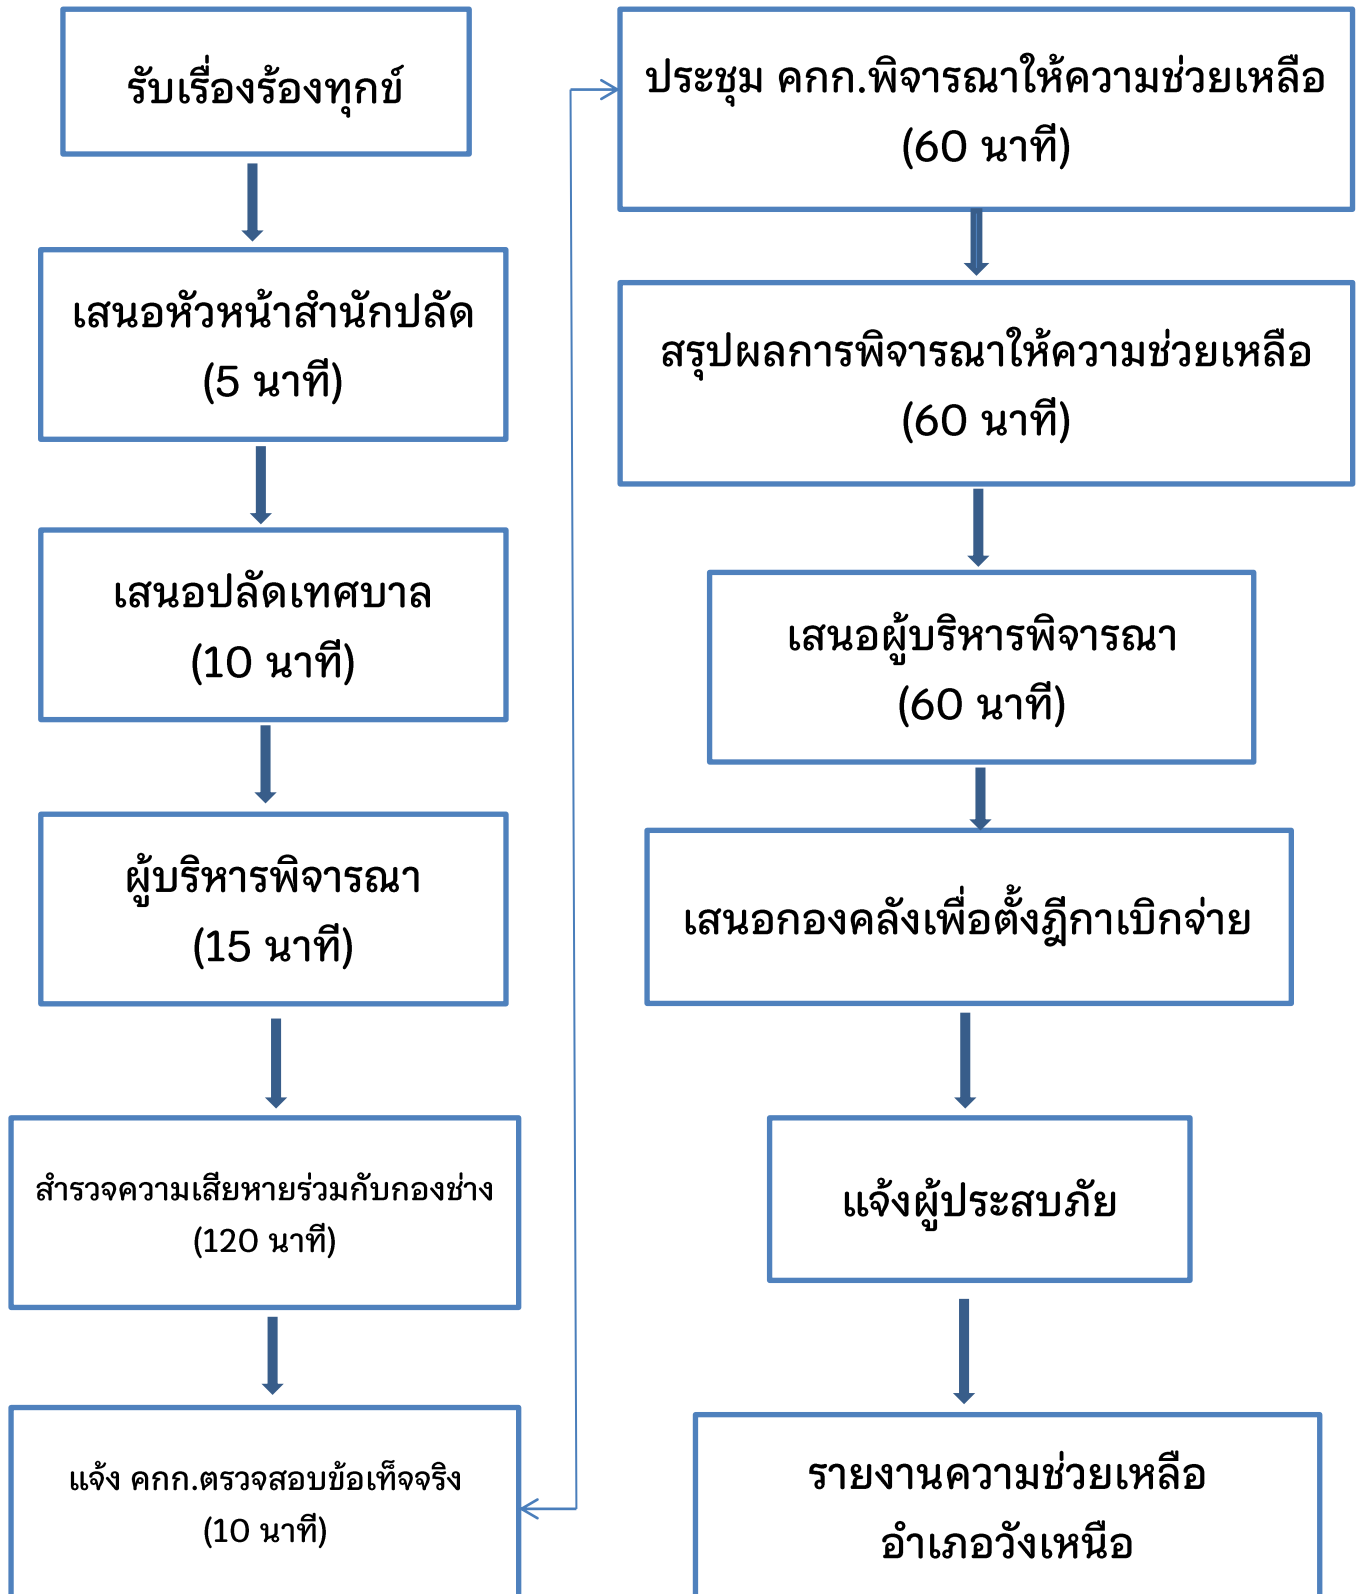 รับเรื่องร้องทุกข์
เสนอหัวหน้าสำนักปลัด
(5 นาที)
เสนอปลัดเทศบาล
(10 นาที)
ผู้บริหารพิจารณา
(15 นาที)
สำรวจความเสียหายร่วมกับกองช่าง
(120 นาที)
แจ้ง คกก.ตรวจสอบข้อเท็จจริง
(10 นาที)
ประชุม คกก.พิจารณาให้ความช่วยเหลือ
(60 นาที)
สรุปผลการพิจารณาให้ความช่วยเหลือ
(60 นาที)
เสนอผู้บริหารพิจารณา
(60 นาที)
เสนอกองคลังเพื่อตั้งฎีกาเบิกจ่าย
แจ้งผู้ประสบภัย
รายงานความช่วยเหลือ
อำเภอวังเหนือ